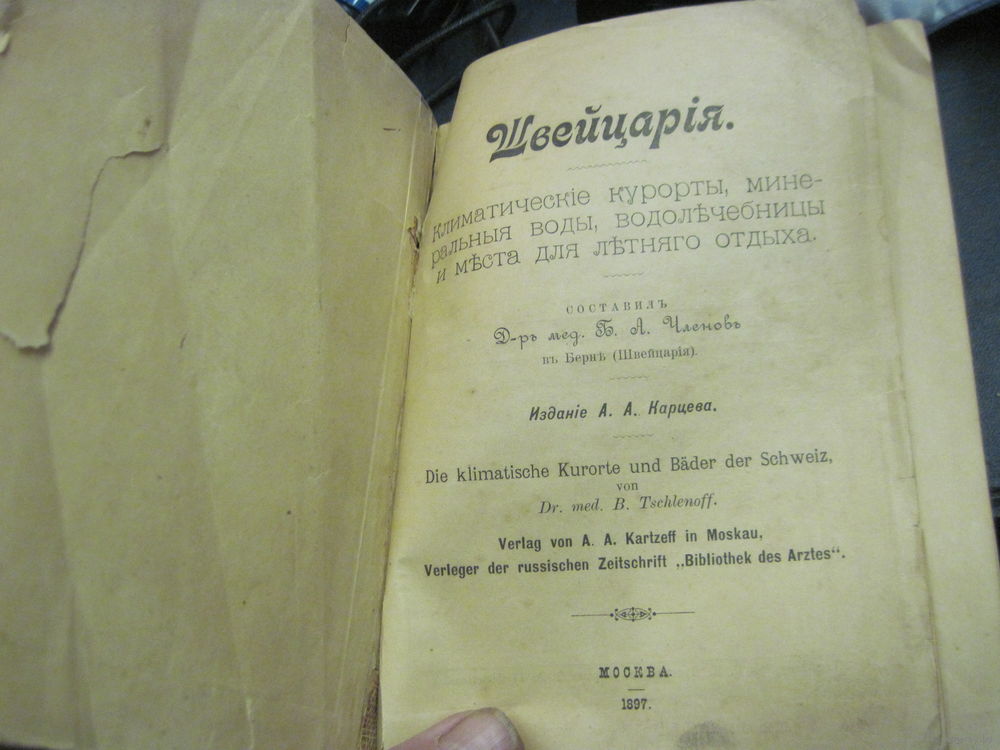 Швейцарія.
Климатическіе курорты, мине-
ральныя воды, водолѣчебницы
и мѣста для лѣтняго отдыха.
СОСТАВИЛЪ
Д-ръ мед. Б. А. Членовъ
въ Бернѣ (Швейцарія).
Изданіе А. А. Карцева.
Die klimatische Kurorte und Bäder der Schweiz,
von
Dr. med. B. Tschlenoff.
Verlag von A. A. Kartzeff in Moskau,
Verleger der russischen Zeitschrift „Bibliothek des Arztes“.
МОСКВА.
1897.